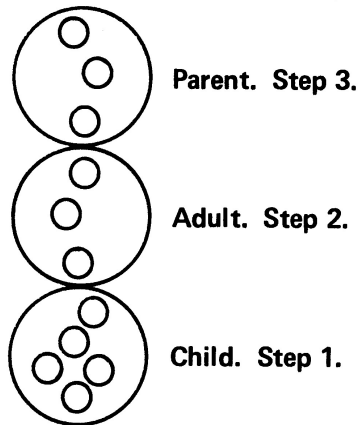 Parent. Step 3.
Adult. Step 2.
Child. Step 1.